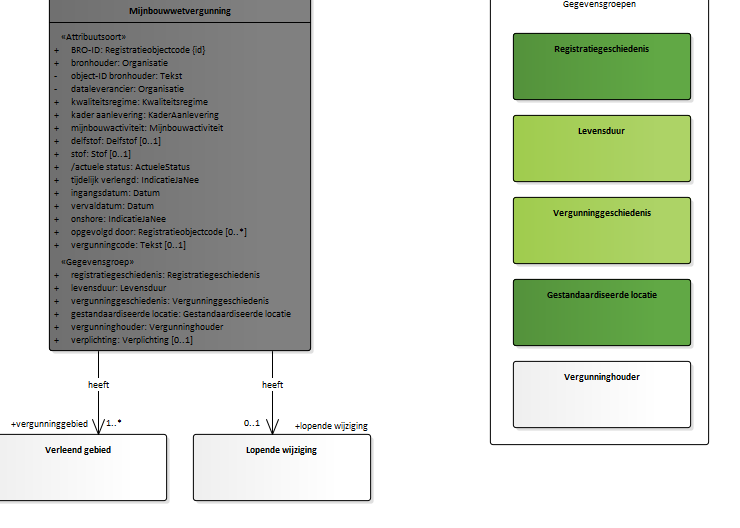 Mijnbouwwetvergunning
«Attribuutsoort»
+ BRO-ID: Registratieobjectcode {id}
+ bronhouder: Organisatie
- object-ID bronhouder: Tekst
- dataleverancier: Organisatie
+ kwaliteitsregime: Kwaliteitsregime
+ kader aanlevering: KaderAanlevering
+ mijnbouwactiviteit: Mijnbouwactiviteit
+ delfstof: Delfstof [0..1]
+ stof: Stof [0..1]
+ /actuele status: ActueleStatus
+ tijdelijk verlengd: IndicatieJaNee
+ ingangsdatum: Datum
+ vervaldatum: Datum
+ onshore: IndicatieJaNee
+ opgevolgd door: Registratieobjectcode [0..*]
+ vergunningcode: Tekst [0..1]
«Gegevensgroep»
+ registratiegeschiedenis: Registratiegeschiedenis
+ levensduur: Levensduur
+ vergunninggeschiedenis: Vergunninggeschiedenis
+ gestandaardiseerde locatie: Gestandaardiseerde locatie
+ vergunninghouder: Vergunninghouder
+ verplichting: Verplichting [0..1]
heeft
heeft
+vergunninggebied 1..*
0..1 +lopende wijziging
Verleend gebied
Lopende wijziging
Gegevensgroepen
Registratiegeschiedenis
Levensduur
Vergunninggeschiedenis
Gestandaardiseerde locatie
Vergunninghouder